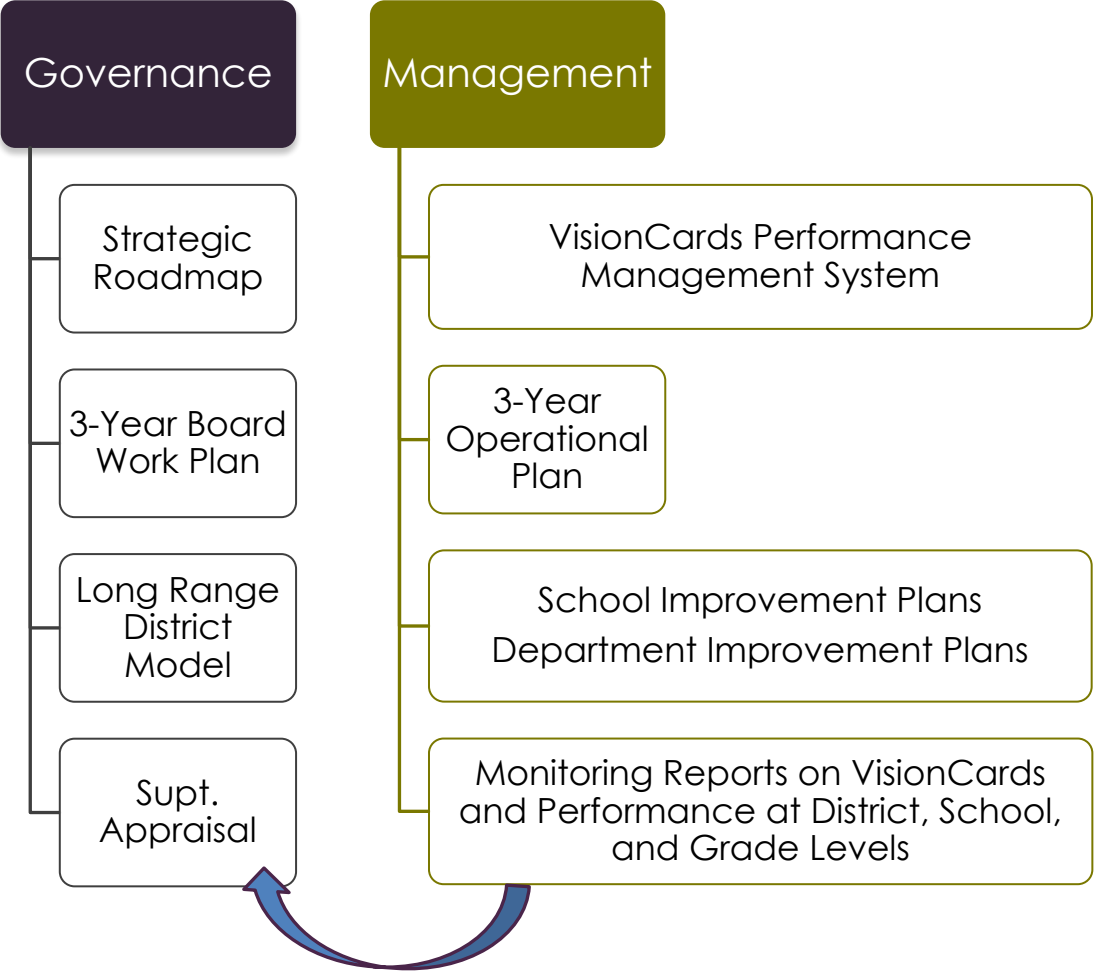 Governance
Strategic
Roadmap
3-Year Board
Work Plan
Long Range
District
Model
Supt.
Appraisal
Management
VisionCards Performance
Management System
3-Year
Operational
Plan
School Improvement Plans
Department Improvement Plans
Monitoring Reports on VisionCards
and Performance at District, School,
and Grade Levels